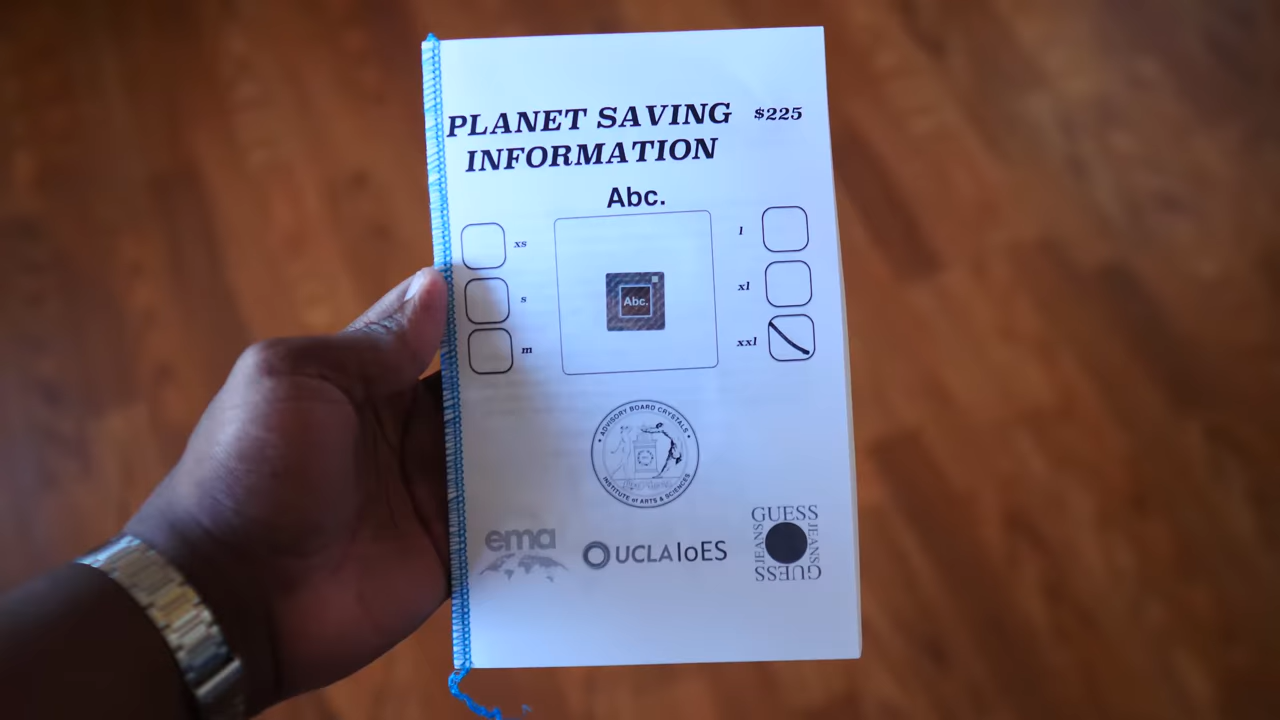 PLANET SAVING
INFORMATION
$225
Abc.
xs
s
m
Abc.
l
xl
xxl
ADVISORY BOARD CRYSTALS
INSTITUTE of ARTS & SCIENCES
ema
UCLA IoES
GUESS
JEANS
JEANS
GUESS